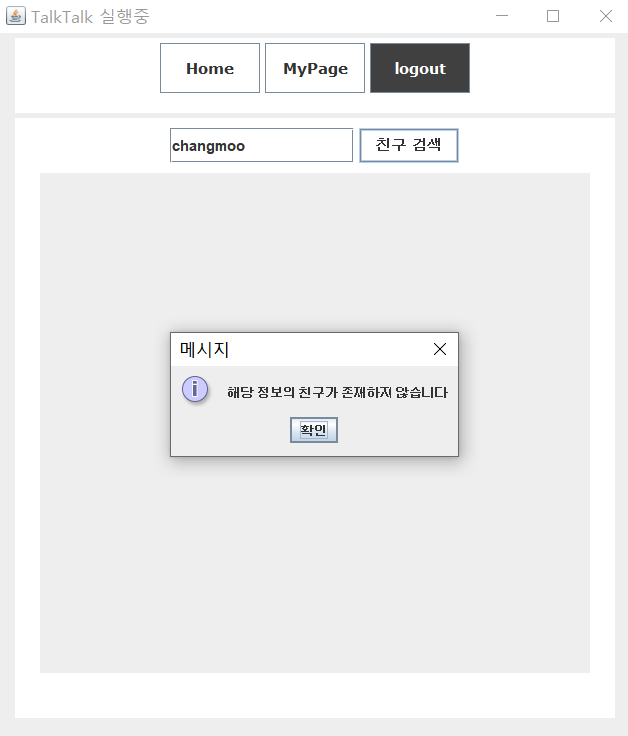 TalkTalk 실행중
Home MyPage logout
changmoo 친구 검색
메시지
해당 정보의 친구가 존재하지 않습니다
확인